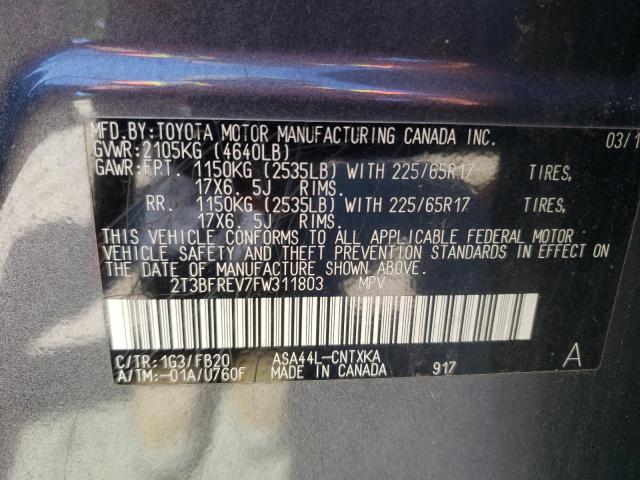 MFD.BY:TOYOTA MOTOR MANUFACTURING CANADA INC. 03/1
GVWR:2105KG (4640LB)
GAWR:FRT. 1150KG (2535LB) WITH 225/65R17 TIRES,
17X6.5J RIMS.
RR. 1150KG (2535LB) WITH 225/65R17 TIRES,
17X6.5J RIMS.
THIS VEHICLE CONFORMS TO ALL APPLICABLE FEDERAL MOTOR
VEHICLE SAFETY AND THEFT PREVENTION STANDARDS IN EFFECT ON
THE DATE OF MANUFACTURE SHOWN ABOVE.
2T3BFREV7FW311803 MPV
C/TR:1G3/FB20 ASA44L-CNTXKA A
A/TM:-01A/U760F MADE IN CANADA 917